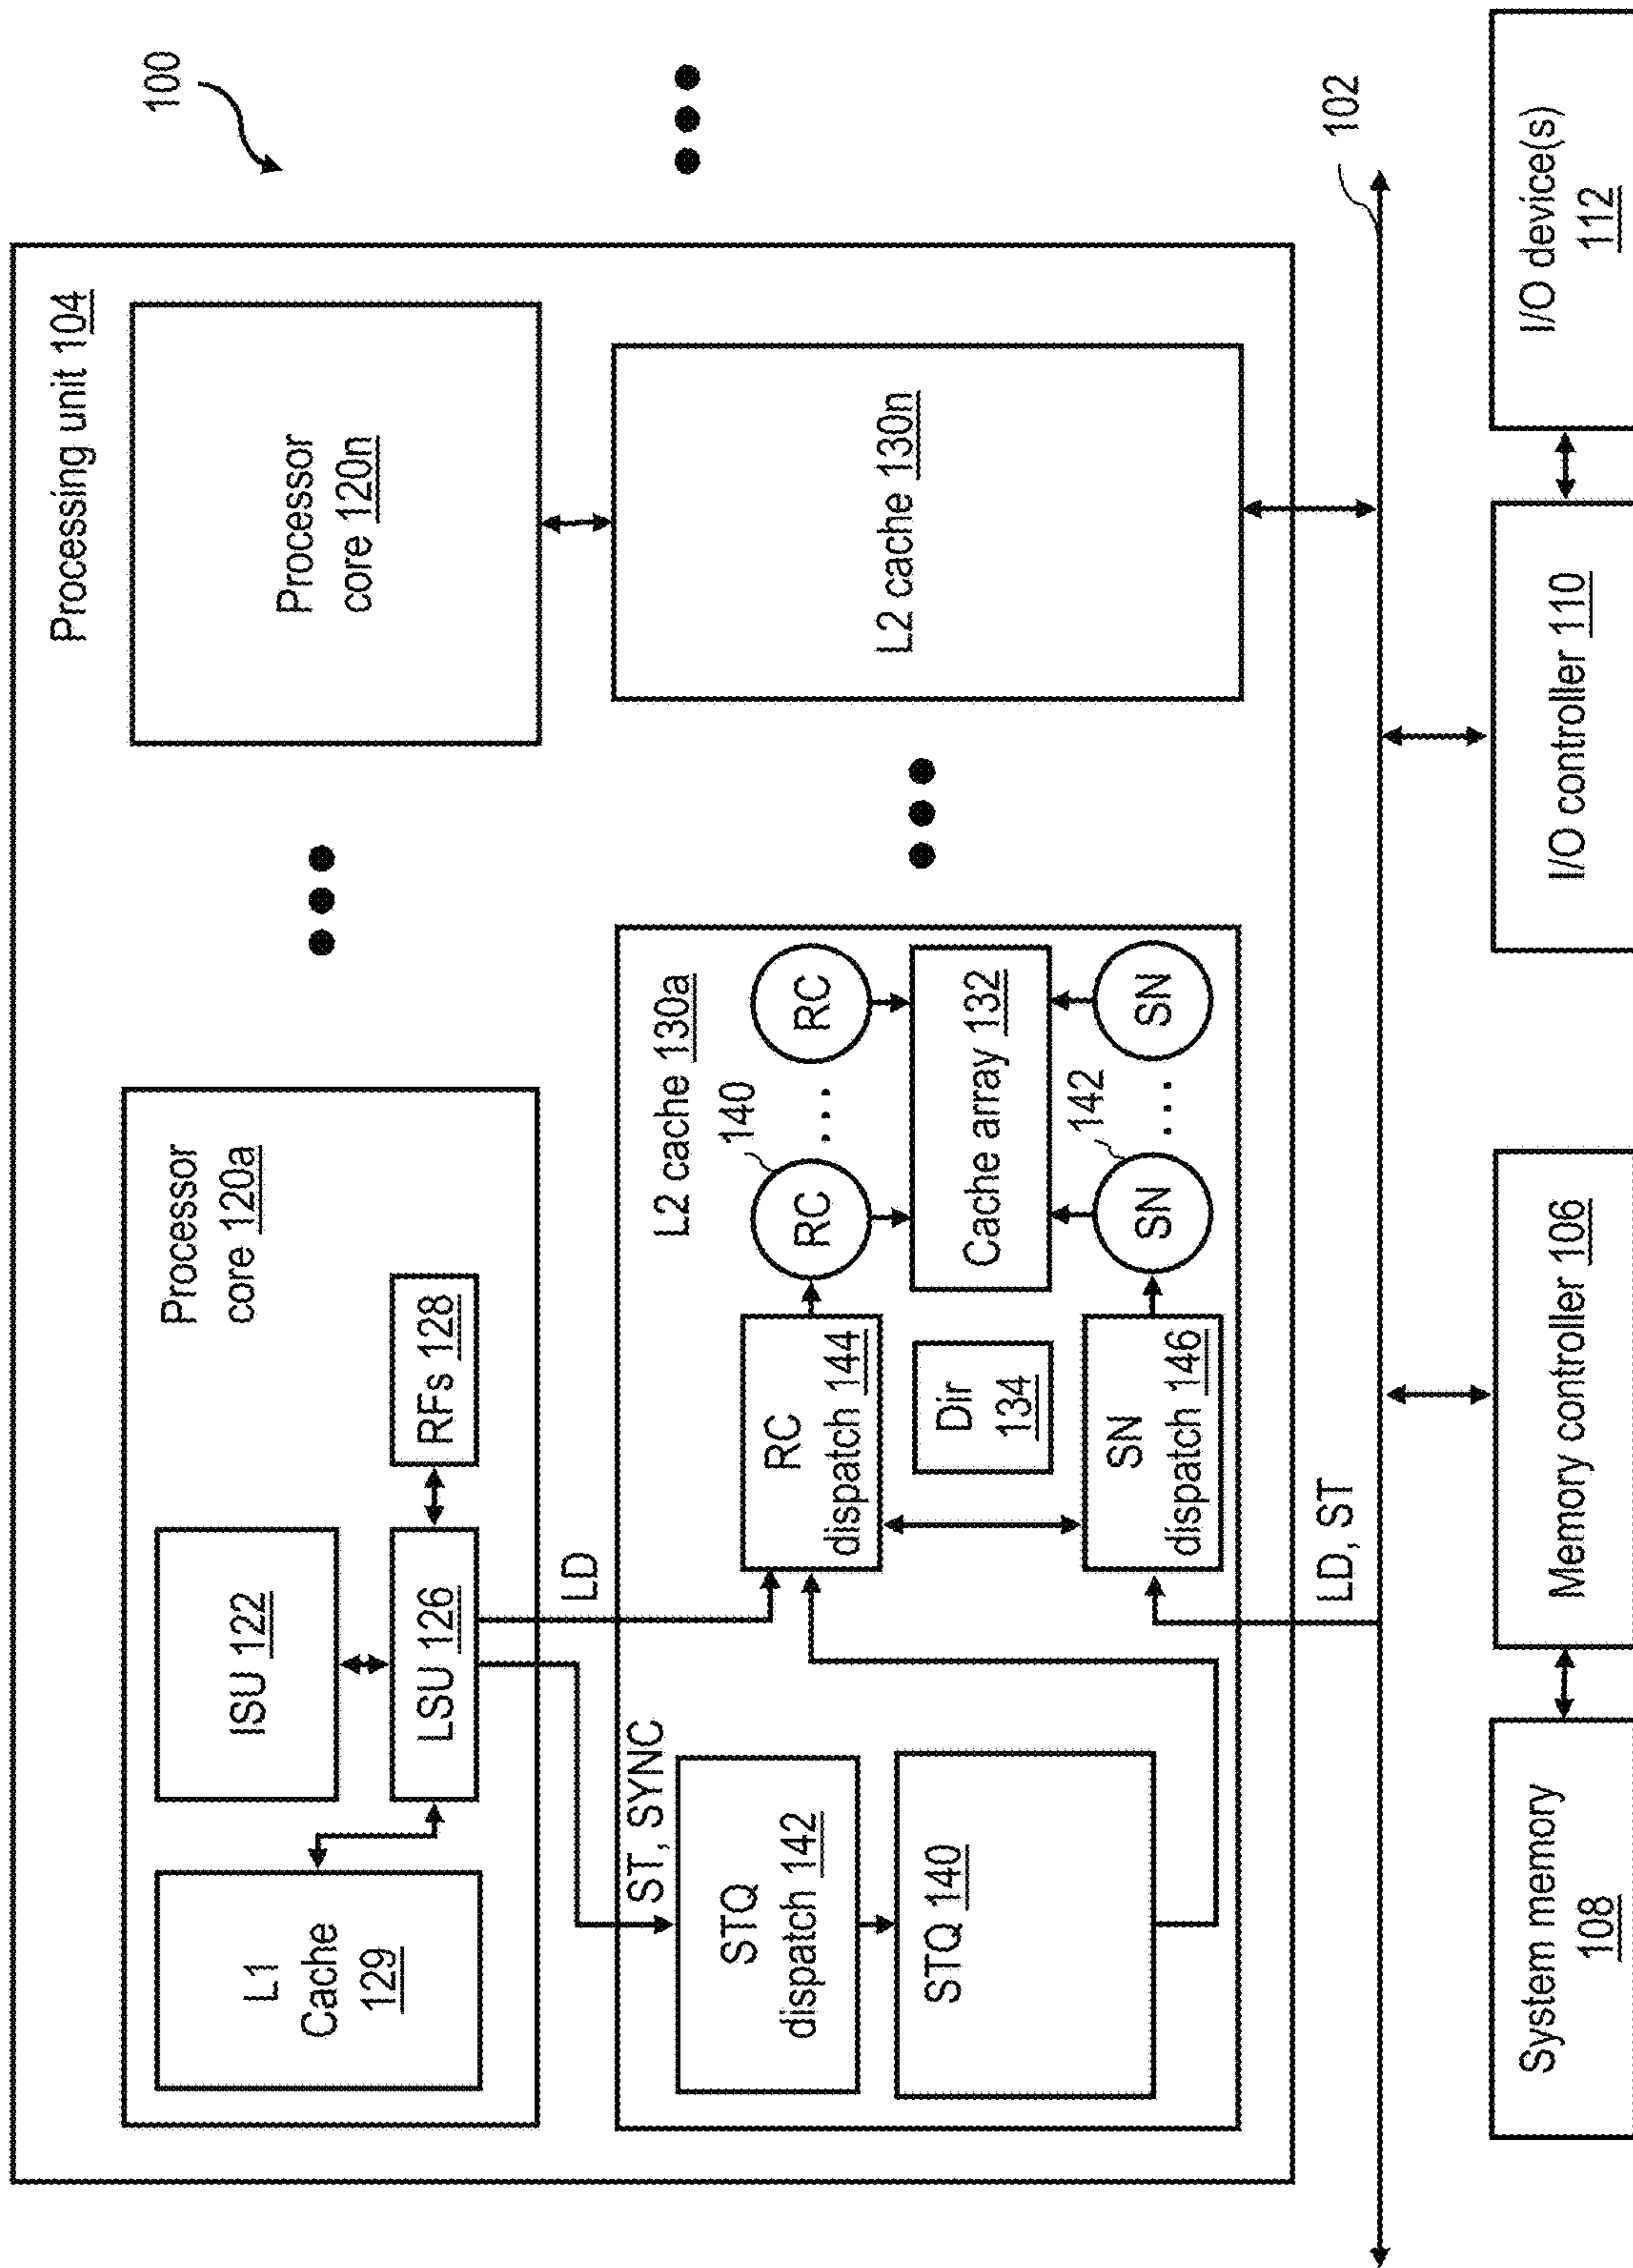 100
Processing unit 104
Processor
core 120a
L1
Cache
129
ISU 122
LSU 126
RFs 128
Processor
core 120n
LD
ST, SYNC
L2 cache 130a
STQ
dispatch 142
STQ 140
RC
dispatch 144
Dir
134
SN
dispatch 146
140
RC
...
RC
Cache array 132
142
SN
...
SN
L2 cache 130n
LD, ST
102
System memory
108
Memory controller 106
I/O controller 110
I/O device(s)
112